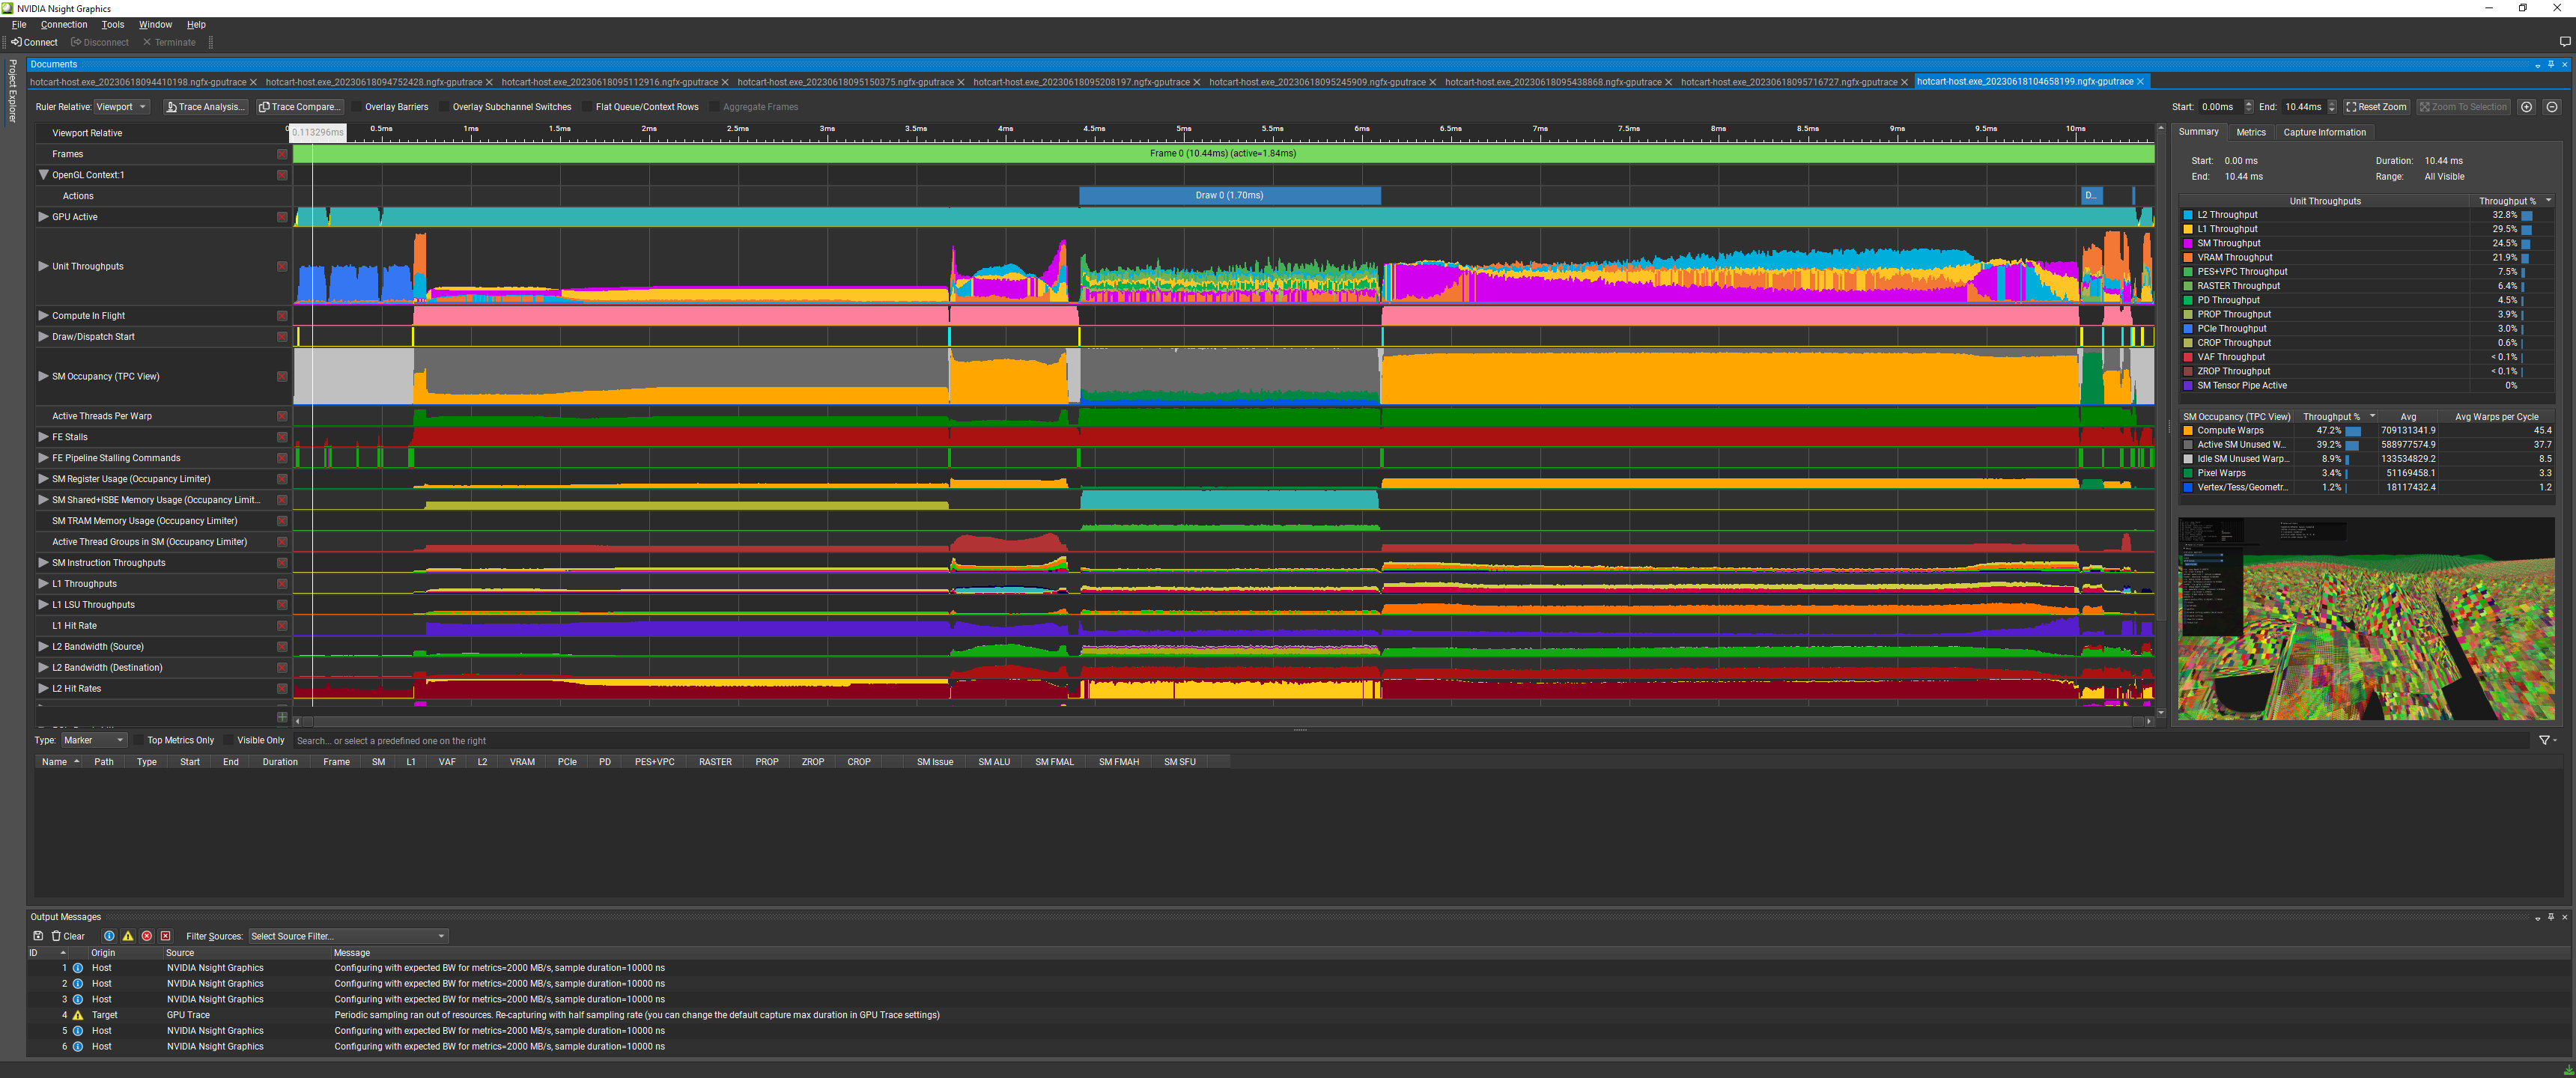 NVIDIA Nsight Graphics
File Connection Tools Window Help
Connect Disconnect Terminate
Project Explorer
Documents
hotcart-host.exe_20230618094410198.ngfx-gputrace hotcart-host.exe_20230618094752428.ngfx-gputrace hotcart-host.exe_20230618095112916.ngfx-gputrace hotcart-host.exe_20230618095150375.ngfx-gputrace hotcart-host.exe_20230618095208197.ngfx-gputrace hotcart-host.exe_20230618095245909.ngfx-gputrace hotcart-host.exe_20230618095438868.ngfx-gputrace hotcart-host.exe_20230618095716727.ngfx-gputrace hotcart-host.exe_20230618104658199.ngfx-gputrace
Ruler Relative: Viewport Trace Analysis... Trace Compare... Overlay Barriers Overlay Subchannel Switches Flat Queue/Context Rows Aggregate Frames Start: 0.00ms End: 10.44ms Reset Zoom Zoom To Selection
Viewport Relative 0.113296ms 0.5ms 1ms 1.5ms 2ms 2.5ms 3ms 3.5ms 4ms 4.5ms 5ms 5.5ms 6ms 6.5ms 7ms 7.5ms 8ms 8.5ms 9ms 9.5ms 10ms
Frames Frame 0 (10.44ms) (active=1.84ms)
OpenGL Context:1
Actions Draw 0 (1.70ms) D...
GPU Active
Unit Throughputs
Compute In Flight
Draw/Dispatch Start
SM Occupancy (TPC View)
Active Threads Per Warp
FE Stalls
FE Pipeline Stalling Commands
SM Register Usage (Occupancy Limiter)
SM Shared+ISBE Memory Usage (Occupancy Limit...
SM TRAM Memory Usage (Occupancy Limiter)
Active Thread Groups in SM (Occupancy Limiter)
SM Instruction Throughputs
L1 Throughputs
L1 LSU Throughputs
L1 Hit Rate
L2 Bandwidth (Source)
L2 Bandwidth (Destination)
L2 Hit Rates
Summary Metrics Capture Information
Start: 0.00 ms Duration: 10.44 ms
End: 10.44 ms Range: All Visible
Unit Throughputs Throughput %
L2 Throughput 32.8%
L1 Throughput 29.5%
SM Throughput 24.5%
VRAM Throughput 21.9%
PES+VPC Throughput 7.5%
RASTER Throughput 6.4%
PD Throughput 4.5%
PROP Throughput 3.9%
PCIe Throughput 3.0%
CROP Throughput 0.6%
VAF Throughput < 0.1%
ZROP Throughput < 0.1%
SM Tensor Pipe Active 0%
SM Occupancy (TPC View) Throughput % Avg Avg Warps per Cycle
Compute Warps 47.2% 709131341.9 45.4
Active SM Unused W... 39.2% 588977574.9 37.7
Idle SM Unused Warp... 8.9% 133534829.2 8.5
Pixel Warps 3.4% 51169458.1 3.3
Vertex/Tess/Geometr... 1.2% 18117432.4 1.2
Type: Marker Top Metrics Only Visible Only Search... or select a predefined one on the right
Name Path Type Start End Duration Frame SM L1 VAF L2 VRAM PCIe PD PES+VPC RASTER PROP ZROP CROP SM Issue SM ALU SM FMAL SM FMAH SM SFU
Output Messages
Clear Filter Sources: Select Source Filter...
ID Origin Source Message
1 Host NVIDIA Nsight Graphics Configuring with expected BW for metrics=2000 MB/s, sample duration=10000 ns
2 Host NVIDIA Nsight Graphics Configuring with expected BW for metrics=2000 MB/s, sample duration=10000 ns
3 Host NVIDIA Nsight Graphics Configuring with expected BW for metrics=2000 MB/s, sample duration=10000 ns
4 Target GPU Trace Periodic sampling ran out of resources. Re-capturing with half sampling rate (you can change the default capture max duration in GPU Trace settings)
5 Host NVIDIA Nsight Graphics Configuring with expected BW for metrics=2000 MB/s, sample duration=10000 ns
6 Host NVIDIA Nsight Graphics Configuring with expected BW for metrics=2000 MB/s, sample duration=10000 ns